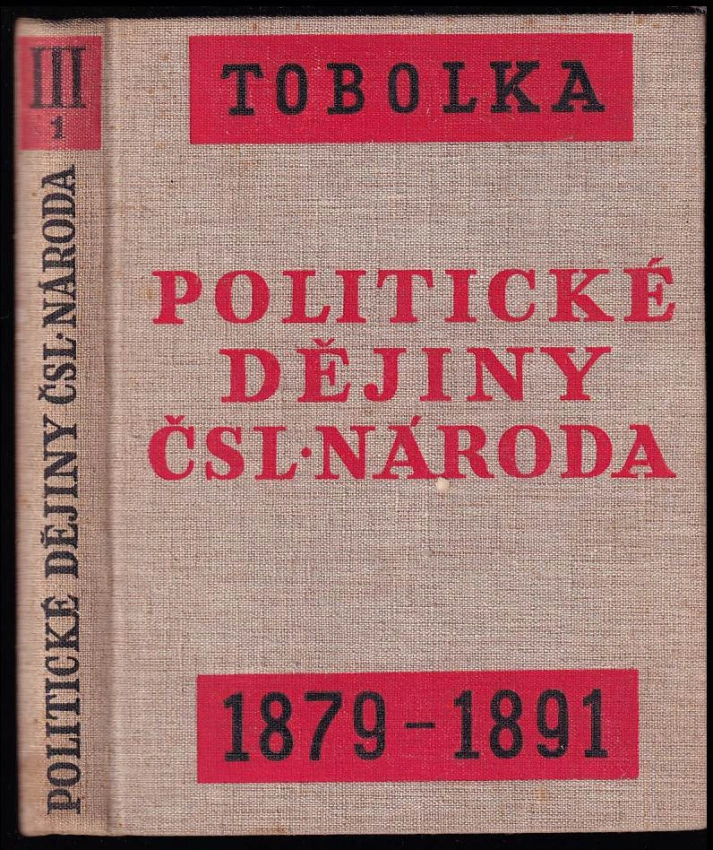 III
1
POLITICKÉ DĚJINY ČSL·NÁRODA
TOBOLKA
POLITICKÉ
DĚJINY
ČSL·NÁRODA
1879-1891